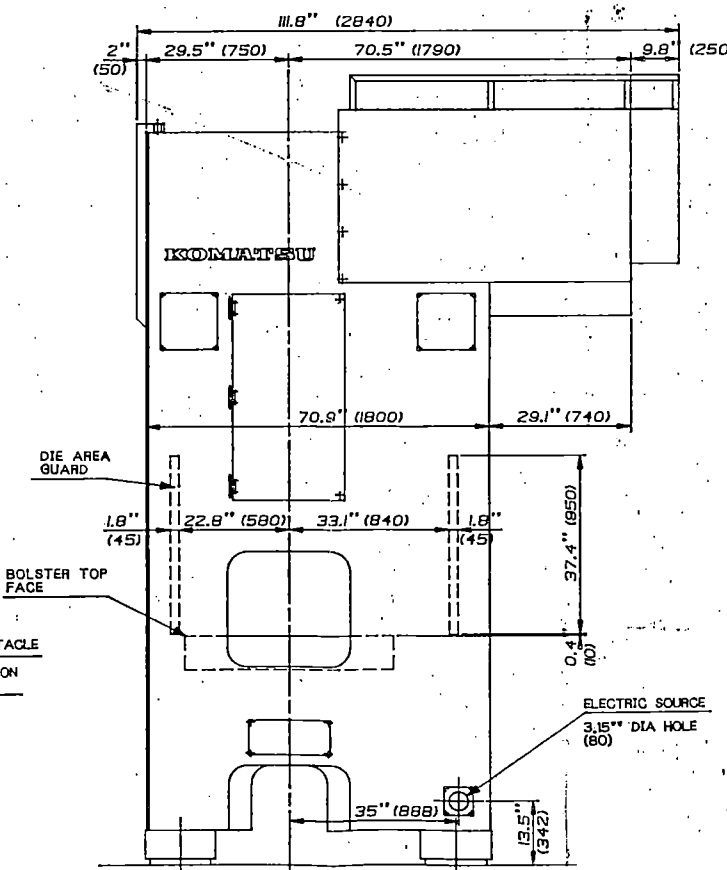 111.8" (2840)
2" (50)
29.5" (750)
70.5" (1790)
9.8" (250
KOMATSU
70.9" (1800)
29.1" (740)
DIE AREA
GUARD
1.8"
(45)
22.8" (580)
33.1" (840)
1.8"
(45)
37.4" (950)
BOLSTER TOP
FACE
0.4"
(10)
TACLE
ON
ELECTRIC SOURCE
3.15"" DIA HOLE
(80)
35" (888)
13.5"
(342)